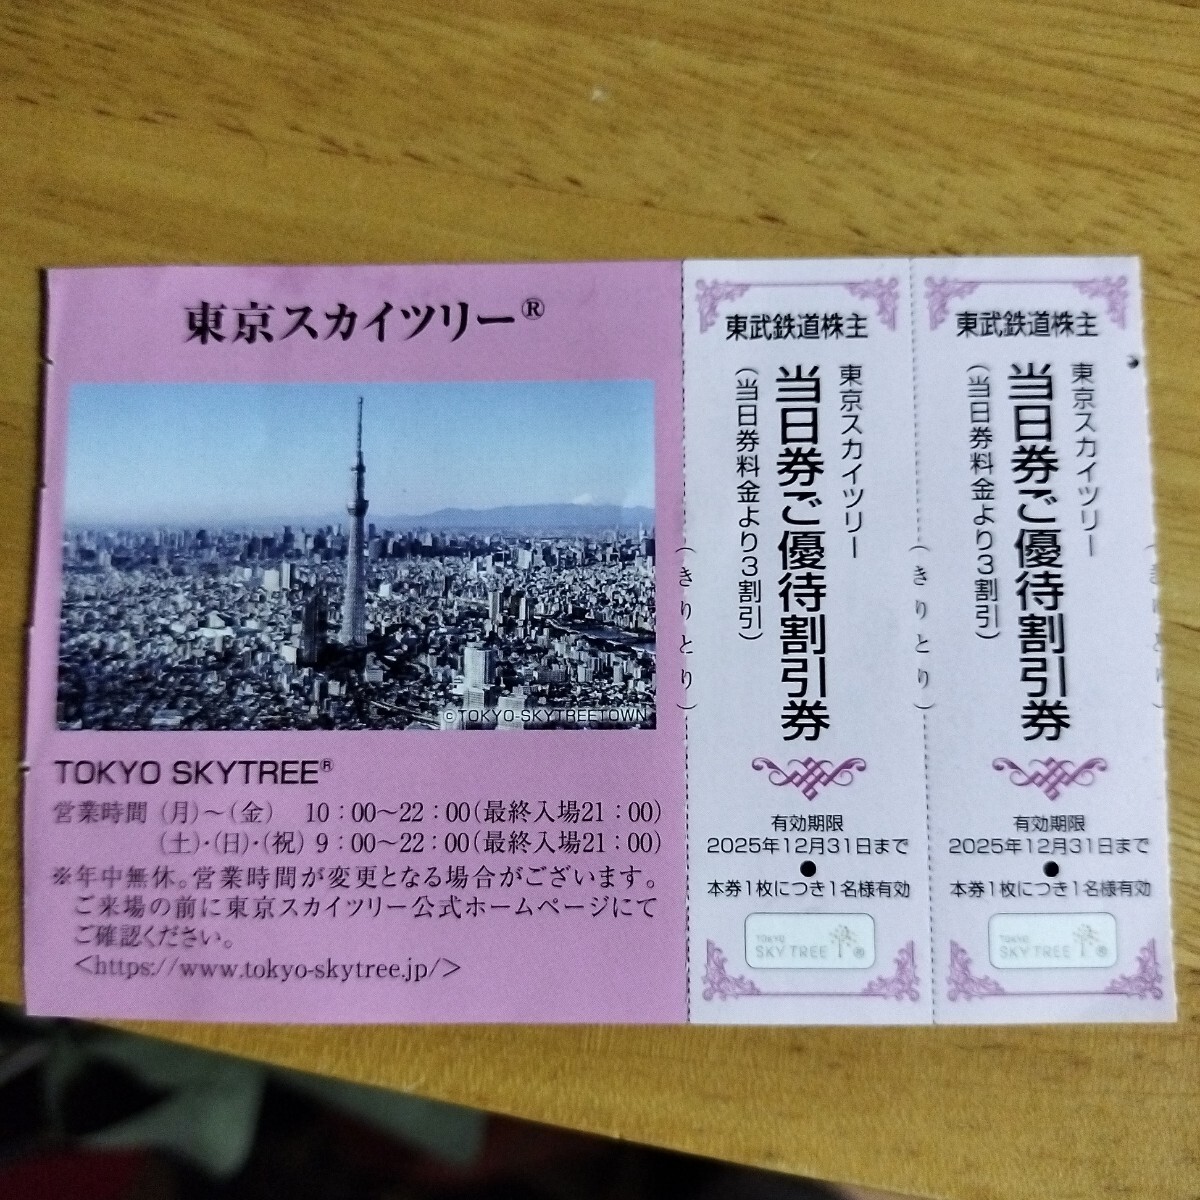 東京スカイツリー®
©TOKYO-SKYTREETOWN
TOKYO SKYTREE®
営業時間 (月)～(金) 10:00～22:00(最終入場21:00)
(土)・(日)・(祝) 9:00～22:00(最終入場21:00)
※年中無休。営業時間が変更となる場合がございます。
ご来場の前に東京スカイツリー公式ホームページにて
ご確認ください。
<https://www.tokyo-skytree.jp/>
(きりとり)
東武鉄道株主
東京スカイツリー
当日券ご優待割引券
(当日券料金より3割引)
有効期限
2025年12月31日まで
●
本券1枚につき1名様有効
TOKYO
SKYTREE®
(きりとり)
東武鉄道株主
東京スカイツリー
当日券ご優待割引券
(当日券料金より3割引)
有効期限
2025年12月31日まで
●
本券1枚につき1名様有効
TOKYO
SKYTREE®
(きりとり)